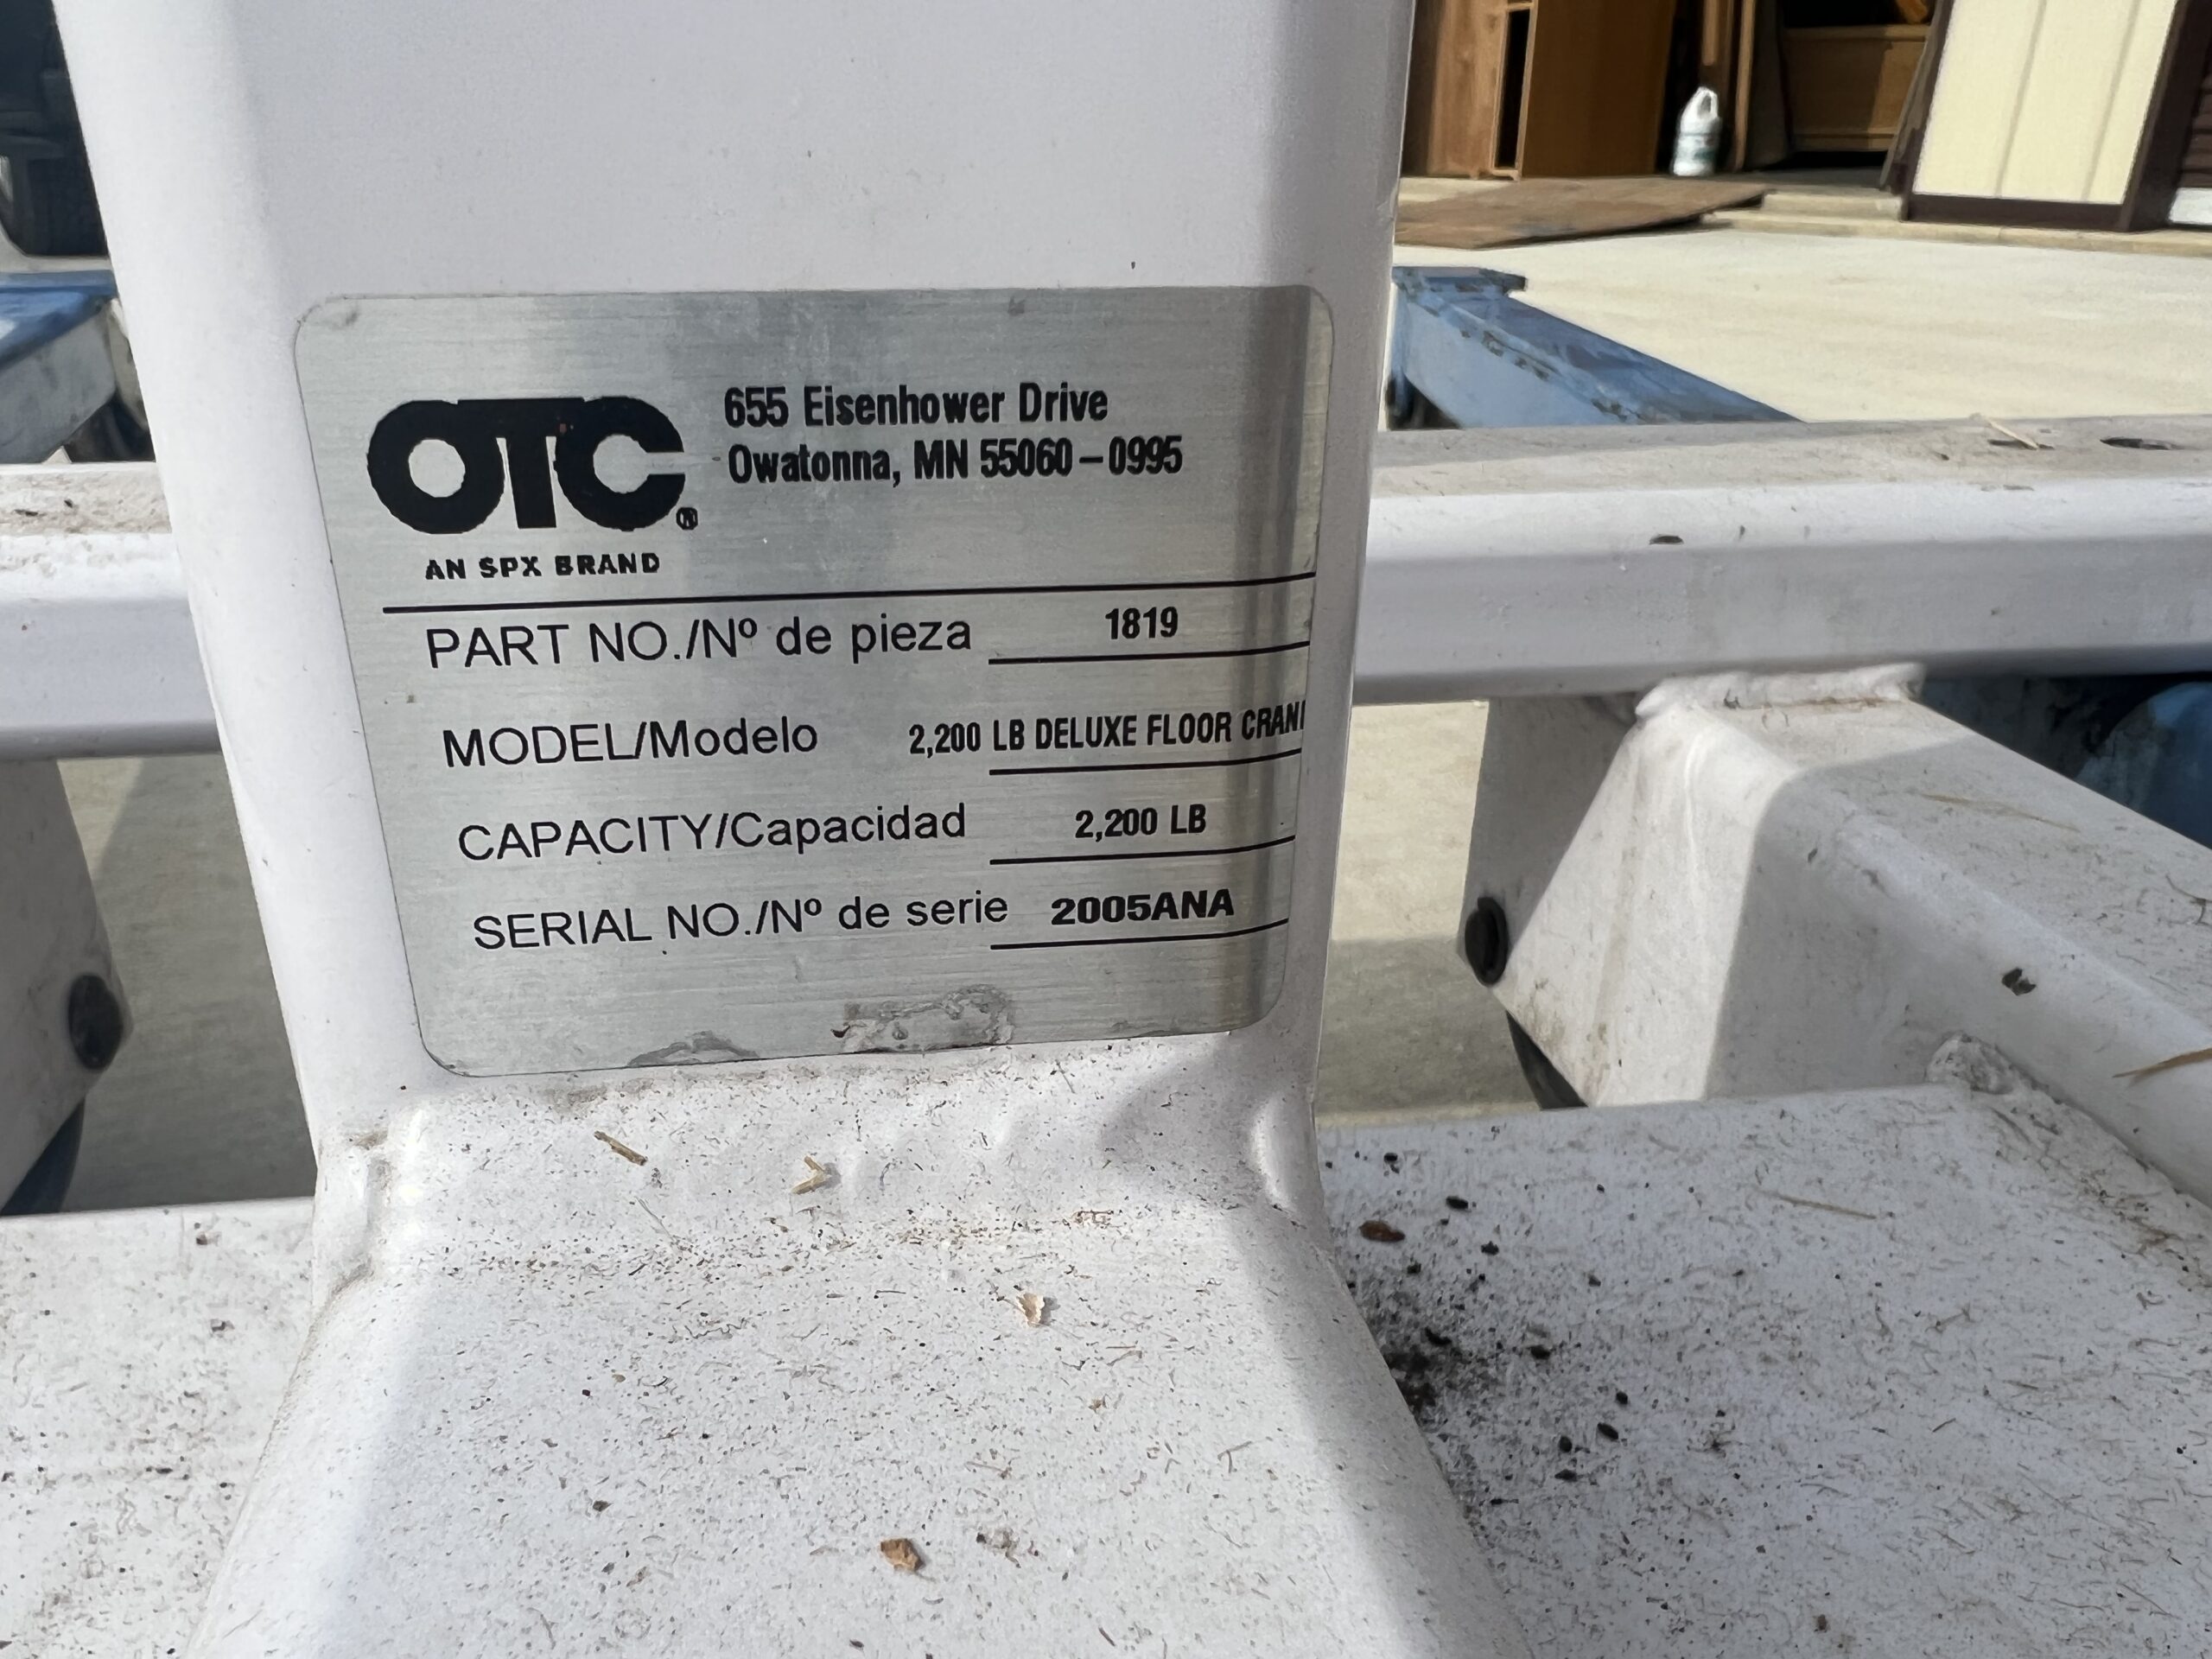 OTC®
655 Eisenhower Drive
Owatonna, MN 55060-0995
AN SPX BRAND
PART NO./Nº de pieza 1819
MODEL/Modelo 2,200 LB DELUXE FLOOR CRANE
CAPACITY/Capacidad 2,200 LB
SERIAL NO./Nº de serie 2005ANA